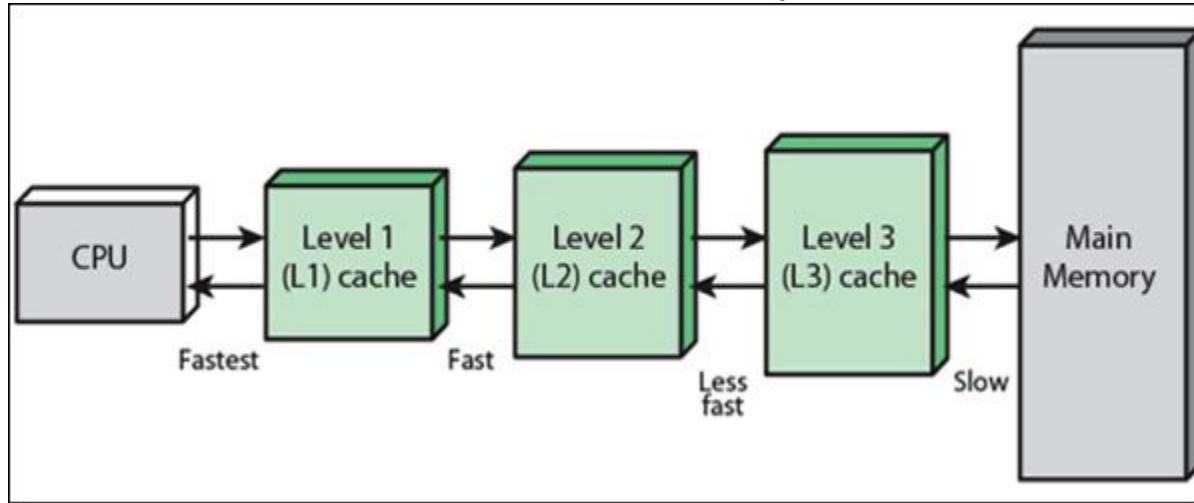 CPU
Level 1
(L1) cache
Level 2
(L2) cache
Level 3
(L3) cache
Main
Memory
Fastest
Fast
Less
fast
Slow